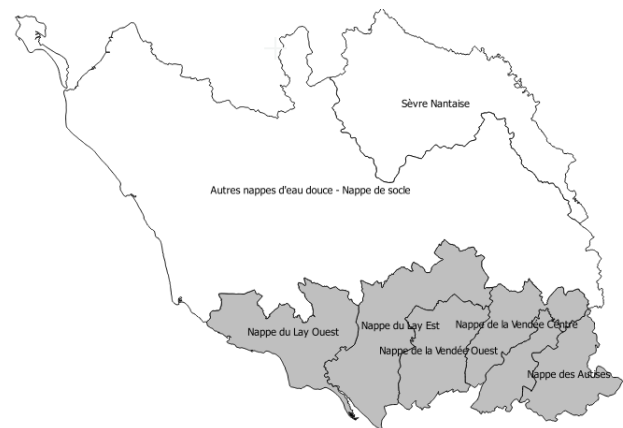 Sèvre Nantaise
Autres nappes d'eau douce - Nappe de socle
Nappe du Lay Ouest
Nappe du Lay Est
Nappe de la Vendée Centre
Nappe de la Vendée Ouest
Nappe des Autises